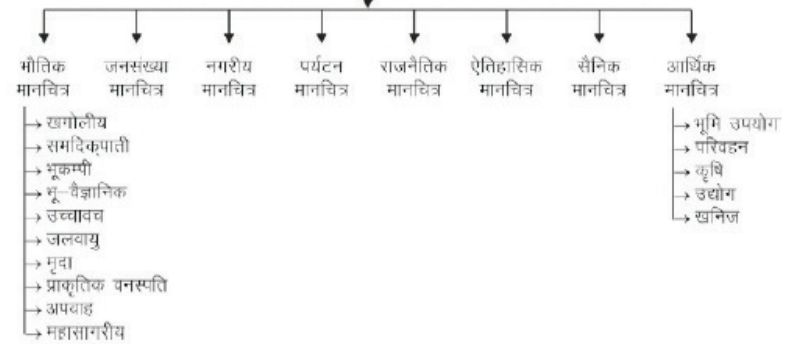 भौतिक मानचित्र
जनसंख्या मानचित्र
नगरीय मानचित्र
पर्यटन मानचित्र
राजनैतिक मानचित्र
ऐतिहासिक मानचित्र
सैनिक मानचित्र
आर्थिक मानचित्र
खगोलीय
समदिक्पाती
भूकम्पी
भू-वैज्ञानिक
उच्चावच
जलवायु
मृदा
प्राकृतिक वनस्पति
अपवाह
महासागरीय
भूमि उपयोग
परिवहन
कृषि
उद्योग
खनिज